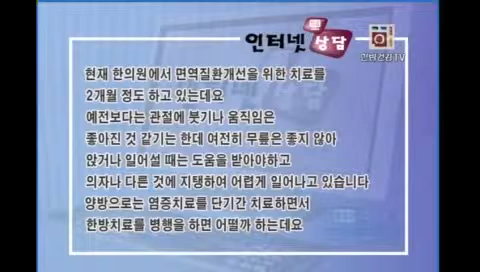 인터넷 상담
한방건강TV
현재 한의원에서 면역질환개선을 위한 치료를
2개월 정도 하고 있는데요
예전보다는 관절에 붓기나 움직임은
좋아진 것 같기는 한데 여전히 무릎은 좋지 않아
앉거나 일어설 때는 도움을 받아야하고
의자나 다른 것에 지탱하여 어렵게 일어나고 있습니다
양방으로는 염증치료를 단기간 치료하면서
한방치료를 병행을 하면 어떨까 하는데요